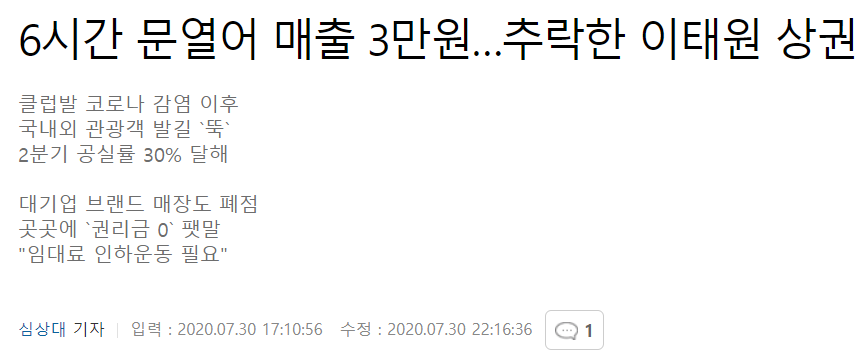 6시간 문열어 매출 3만원...추락한 이태원 상권
클럽발 코로나 감염 이후
국내외 관광객 발길 `뚝`
2분기 공실률 30% 달해
대기업 브랜드 매장도 폐점
곳곳에 `권리금 0` 팻말
"임대료 인하운동 필요"
심상대 기자 | 입력 : 2020.07.30 17:10:56 수정 : 2020.07.30 22:16:36 1